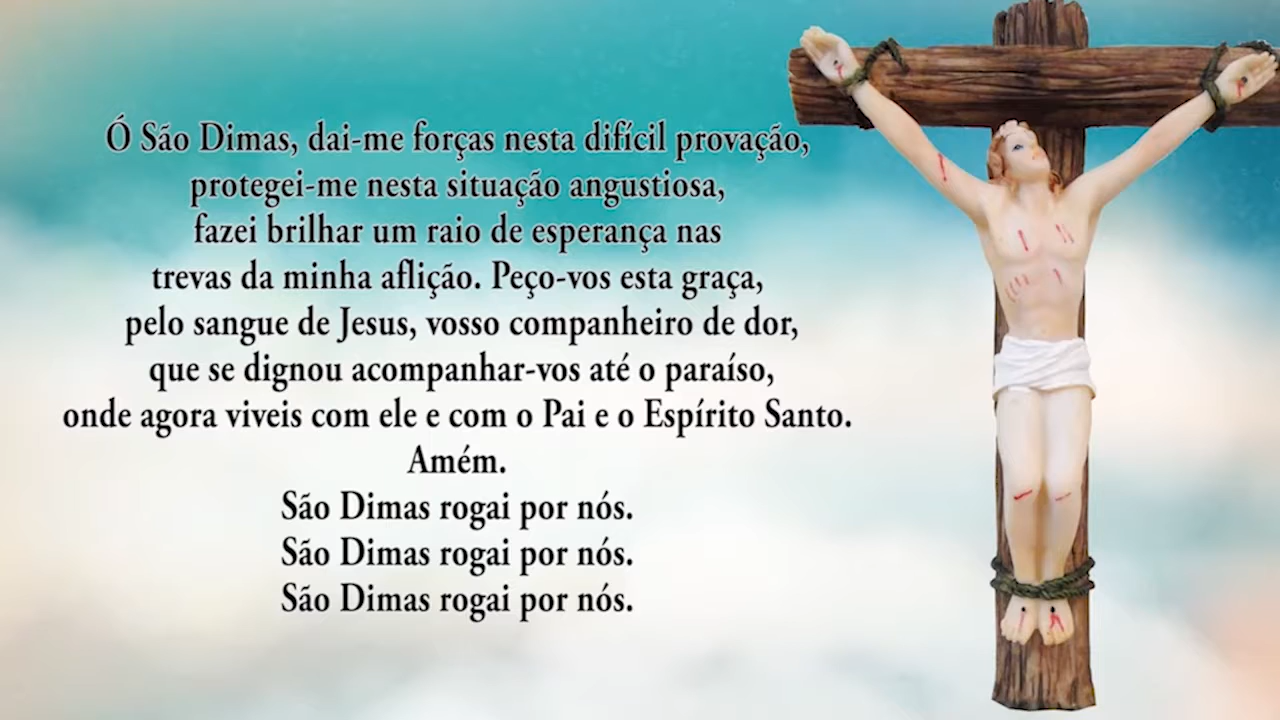 Ó São Dimas, dai-me forças nesta difícil provação,
protegei-me nesta situação angustiosa,
fazei brilhar um raio de esperança nas
trevas da minha aflição. Peço-vos esta graça,
pelo sangue de Jesus, vosso companheiro de dor,
que se dignou acompanhar-vos até o paraíso,
onde agora viveis com ele e com o Pai e o Espírito Santo.
Amém.
São Dimas rogai por nós.
São Dimas rogai por nós.
São Dimas rogai por nós.